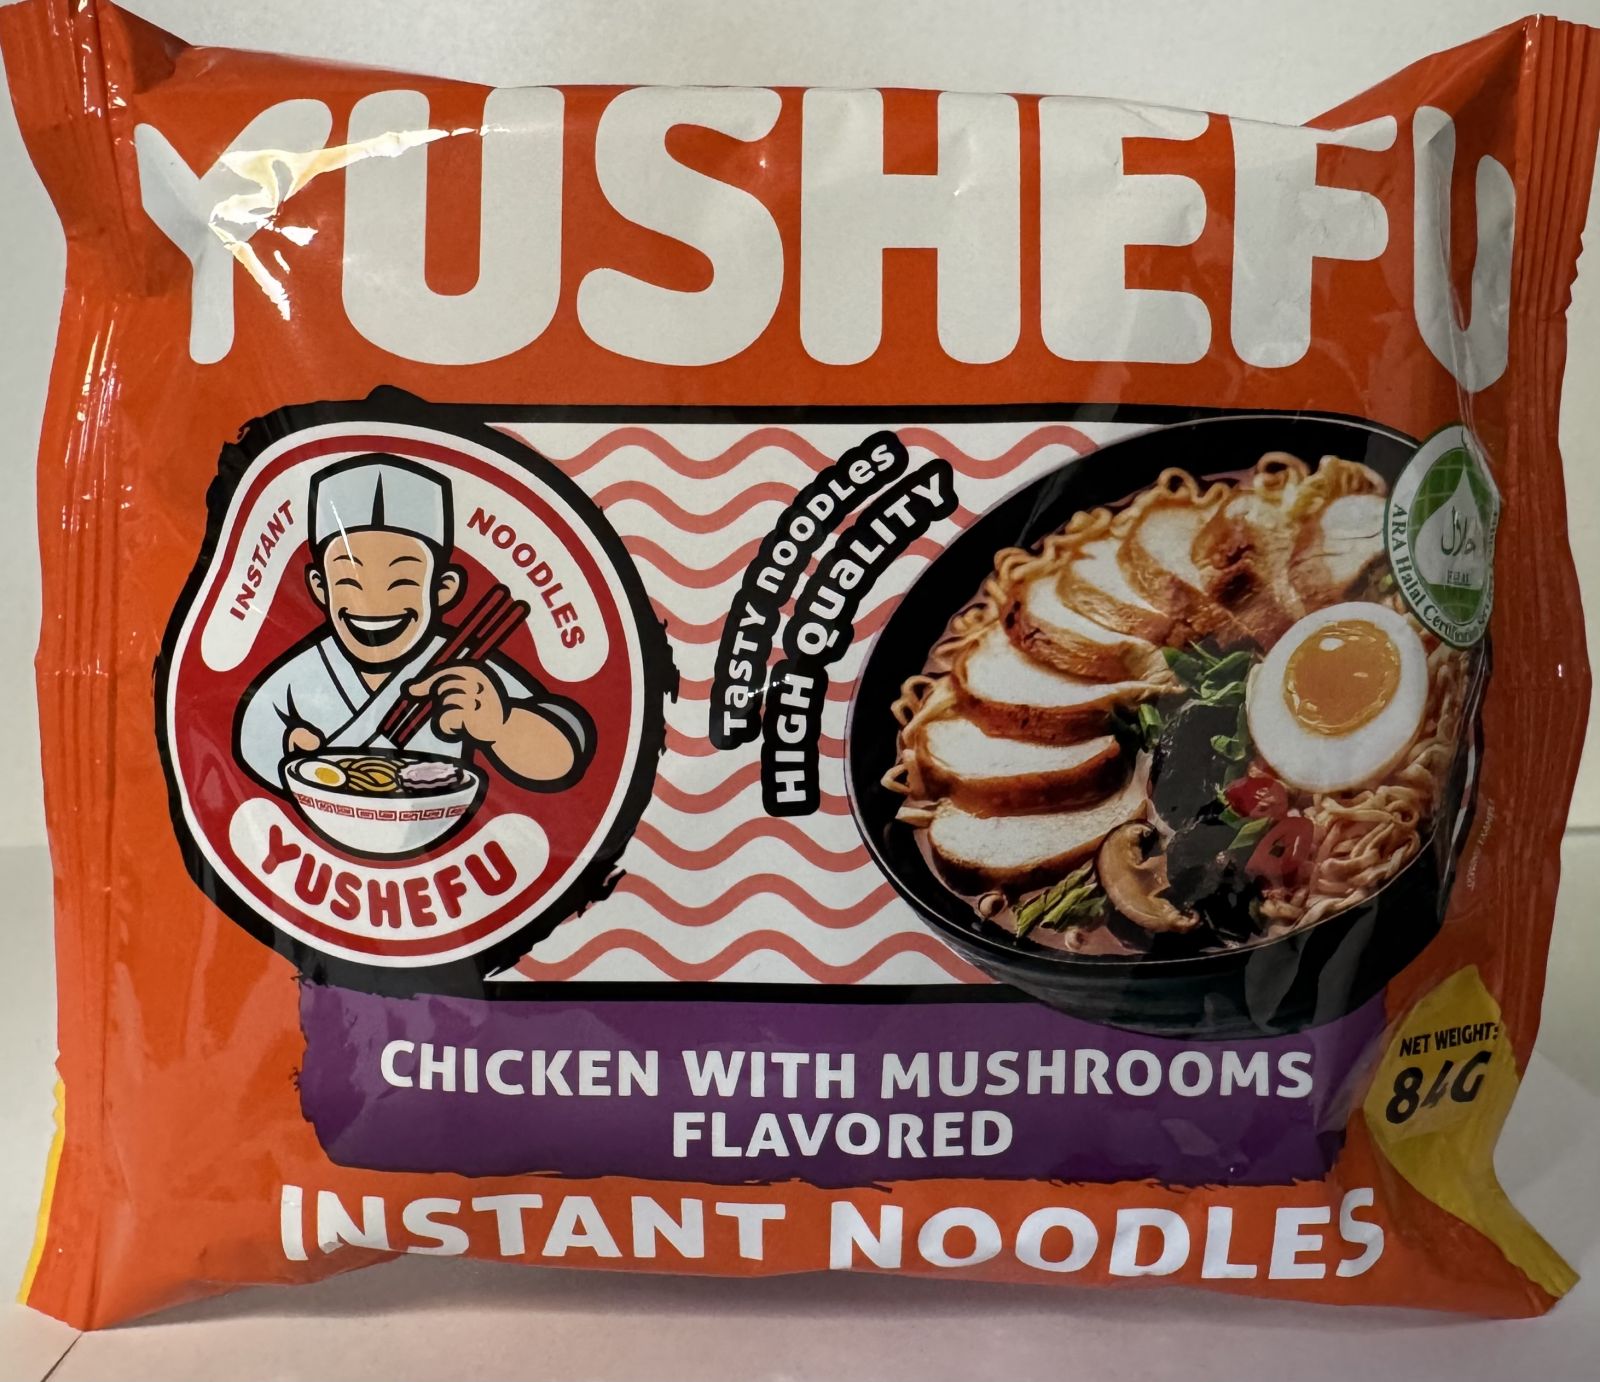 YUSHEFU
INSTANT NOODLES
YUSHEFU
TASTY NOODLES
HIGH QUALITY
ARA Halal Certification
حلال
CHICKEN WITH MUSHROOMS
FLAVORED
NET WEIGHT:
84G
INSTANT NOODLES